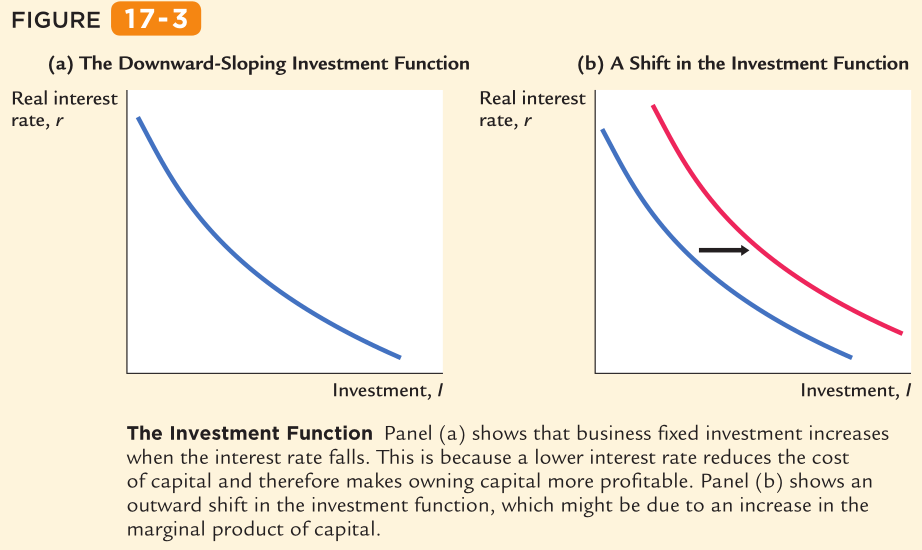 FIGURE 17-3
(a) The Downward-Sloping Investment Function
Real interest
rate, r
Investment, I
(b) A Shift in the Investment Function
Real interest
rate, r
Investment, I
The Investment Function Panel (a) shows that business fixed investment increases
when the interest rate falls. This is because a lower interest rate reduces the cost
of capital and therefore makes owning capital more profitable. Panel (b) shows an
outward shift in the investment function, which might be due to an increase in the
marginal product of capital.